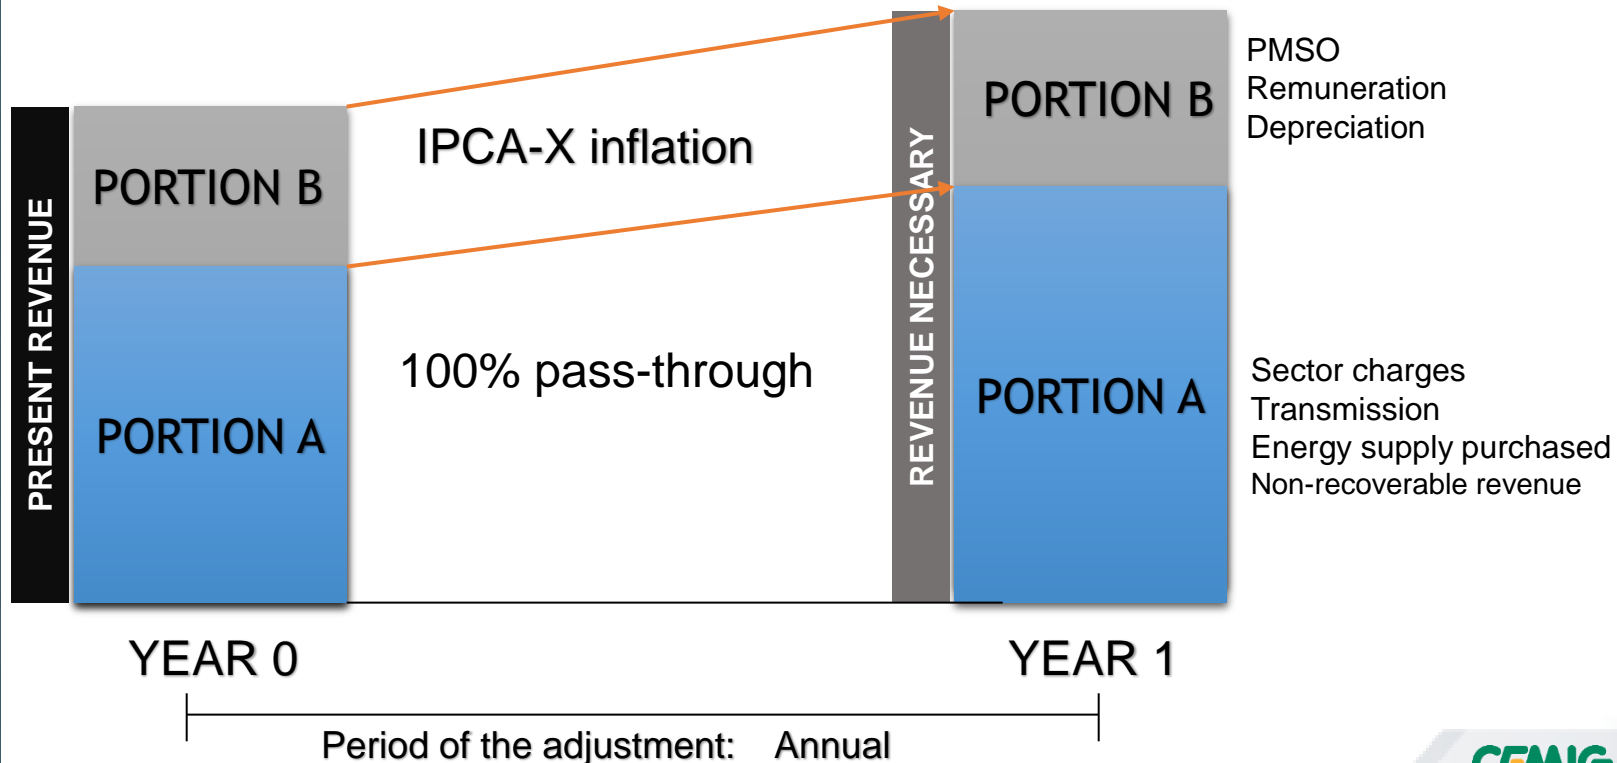 PRESENT REVENUE
PORTION B
PORTION A
IPCA-X inflation
100% pass-through
REVENUE NECESSARY
PORTION B
PORTION A
PMSO
Remuneration
Depreciation
Sector charges
Transmission
Energy supply purchased
Non-recoverable revenue
YEAR 0
YEAR 1
Period of the adjustment: Annual
CEMIG